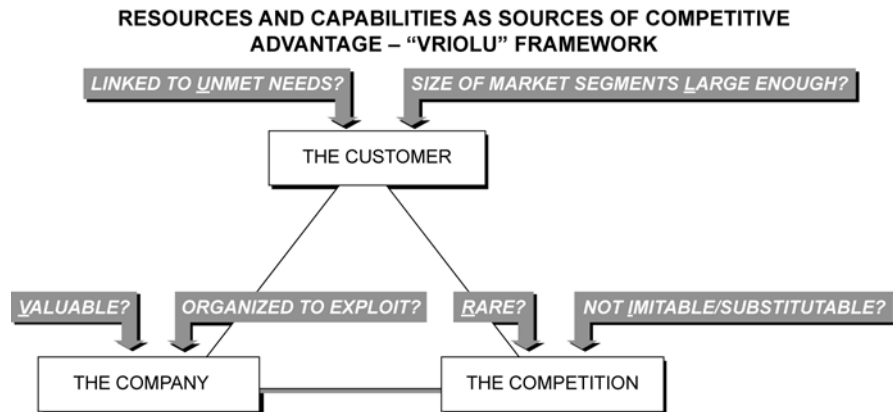 RESOURCES AND CAPABILITIES AS SOURCES OF COMPETITIVE
ADVANTAGE – “VRIOLU” FRAMEWORK
LINKED TO UNMET NEEDS?
SIZE OF MARKET SEGMENTS LARGE ENOUGH?
THE CUSTOMER
VALUABLE?
ORGANIZED TO EXPLOIT?
RARE?
NOT IMITABLE/SUBSTITUTABLE?
THE COMPANY
THE COMPETITION